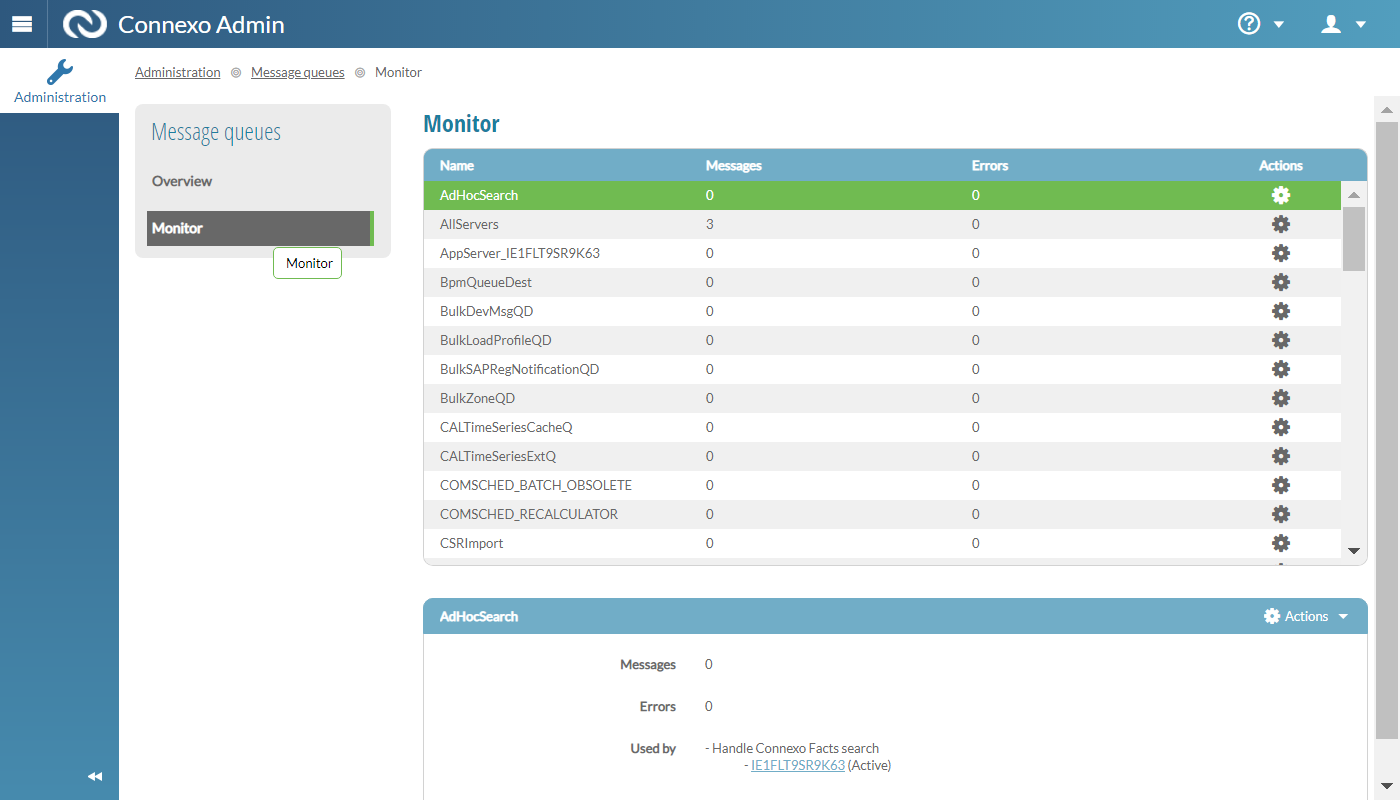 Connexo Admin
Administration
Administration Message queues Monitor
Message queues
Overview
Monitor
Monitor
Monitor
Name Messages Errors Actions
AdHocSearch 0 0
AllServers 3 0
AppServer_IE1FLT9SR9K63 0 0
BpmQueueDest 0 0
BulkDevMsgQD 0 0
BulkLoadProfileQD 0 0
BulkSAPRegNotificationQD 0 0
BulkZoneQD 0 0
CALTimeSeriesCacheQ 0 0
CALTimeSeriesExtQ 0 0
COMSCHED_BATCH_OBSOLETE 0 0
COMSCHED_RECALCULATOR 0 0
CSRImport 0 0
AdHocSearch Actions
Messages 0
Errors 0
Used by - Handle Connexo Facts search
- IE1FLT9SR9K63 (Active)